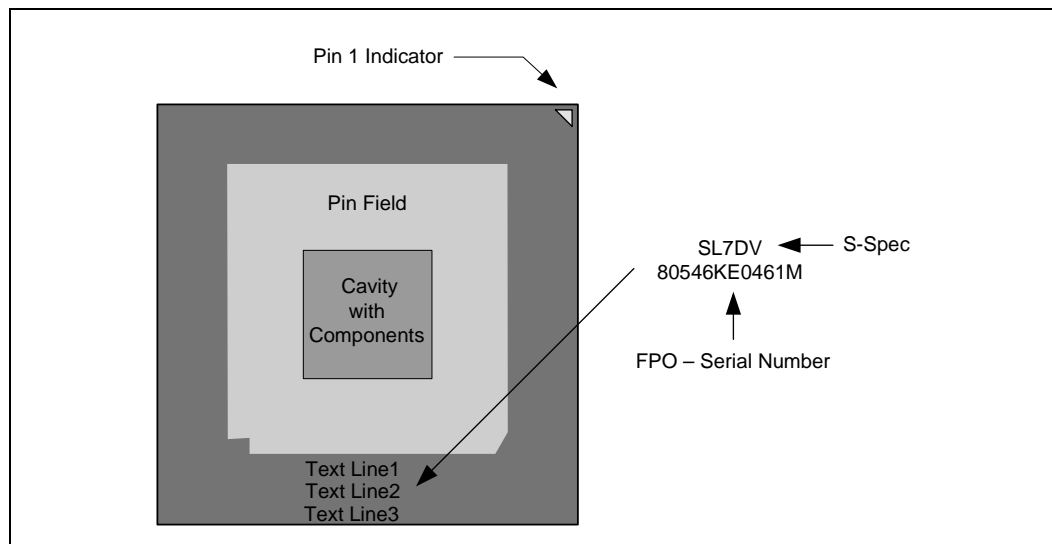 Pin 1 Indicator
Pin Field
Cavity
with
Components
SL7DV
S-Spec
80546KE0461M
FPO – Serial Number
Text Line1
Text Line2
Text Line3